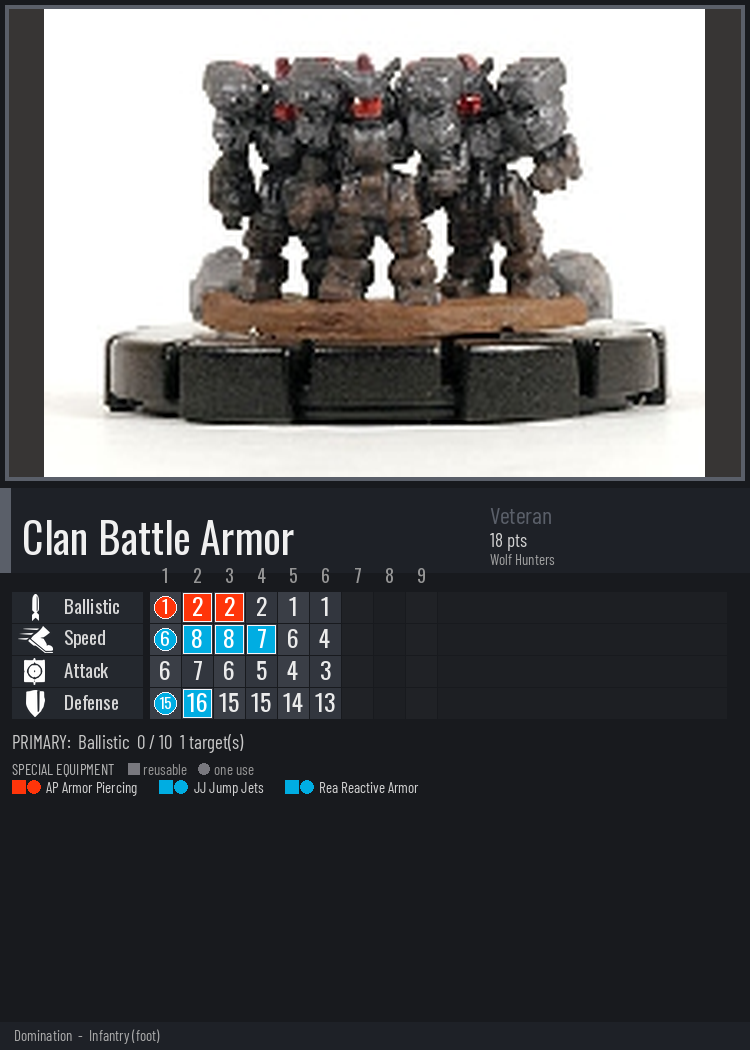 Clan Battle Armor
Veteran
18 pts
Wolf Hunters
1 2 3 4 5 6 7 8 9
Ballistic 1 2 2 2 1 1
Speed 6 8 8 7 6 4
Attack 6 7 6 5 4 3
Defense 15 16 15 15 14 13
PRIMARY: Ballistic 0 / 10 1 target(s)
SPECIAL EQUIPMENT reusable one use
AP Armor Piercing JJ Jump Jets Rea Reactive Armor
Domination - Infantry (foot)